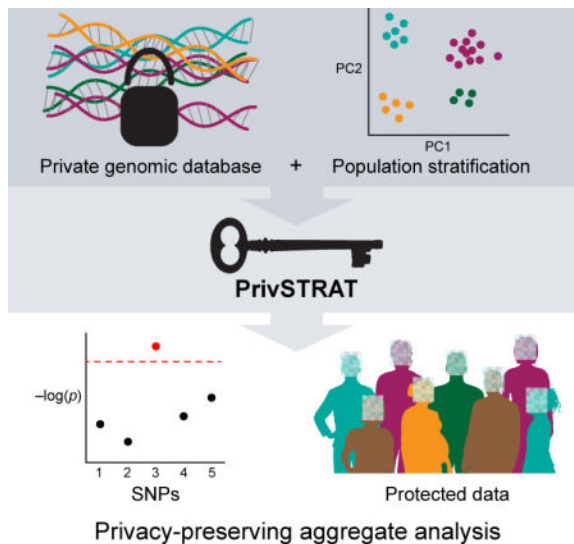 PC2
PC1
Private genomic database + Population stratification
PrivSTRAT
–log(p)
1 2 3 4 5
SNPs
Protected data
Privacy-preserving aggregate analysis